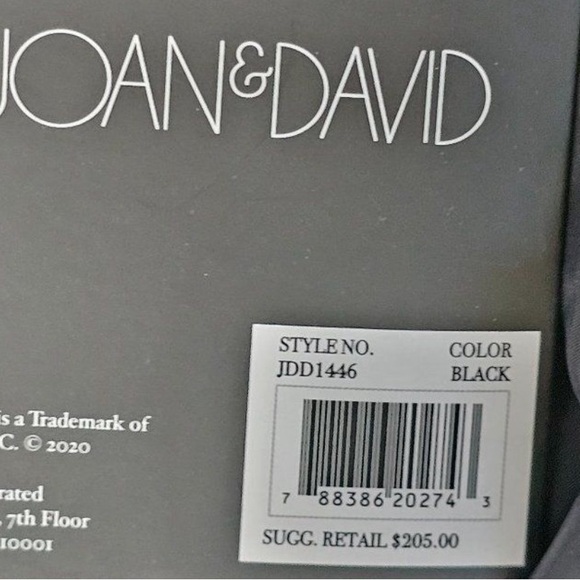 JOAN&DAVID
is a Trademark of
C. © 2020
rated
, 7th Floor
10001
STYLE NO. COLOR
JDD1446 BLACK
7 88386 20274 3
SUGG. RETAIL $205.00